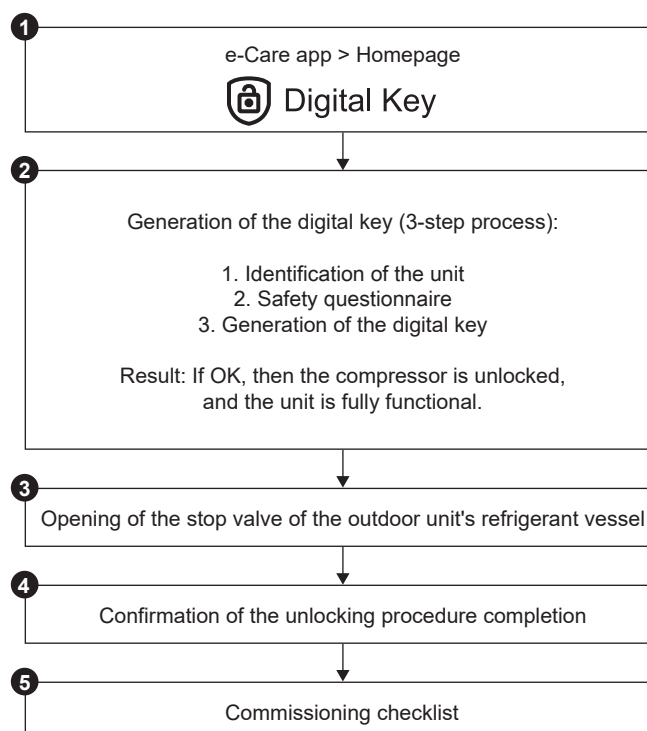 1
e-Care app > Homepage
Digital Key
2
Generation of the digital key (3-step process):
1. Identification of the unit
2. Safety questionnaire
3. Generation of the digital key
Result: If OK, then the compressor is unlocked,
and the unit is fully functional.
3
Opening of the stop valve of the outdoor unit's refrigerant vessel
4
Confirmation of the unlocking procedure completion
5
Commissioning checklist